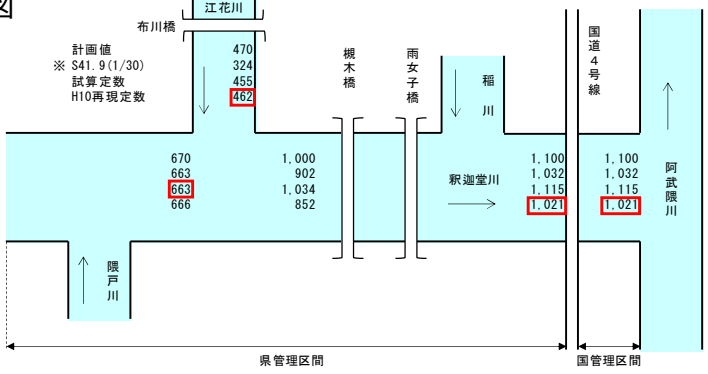 図
江花川
布川橋
計画値 470
※ S41.9(1/30) 324
試算定数 455
H10再現定数 462
槻木橋
雨女子橋
稲川
国道4号線
670 1,000
663 902
663 1,034
666 852
釈迦堂川
1,100 1,100
1,032 1,032
1,115 1,115
1,021 1,021
阿武隈川
隈戸川
県管理区間
国管理区間